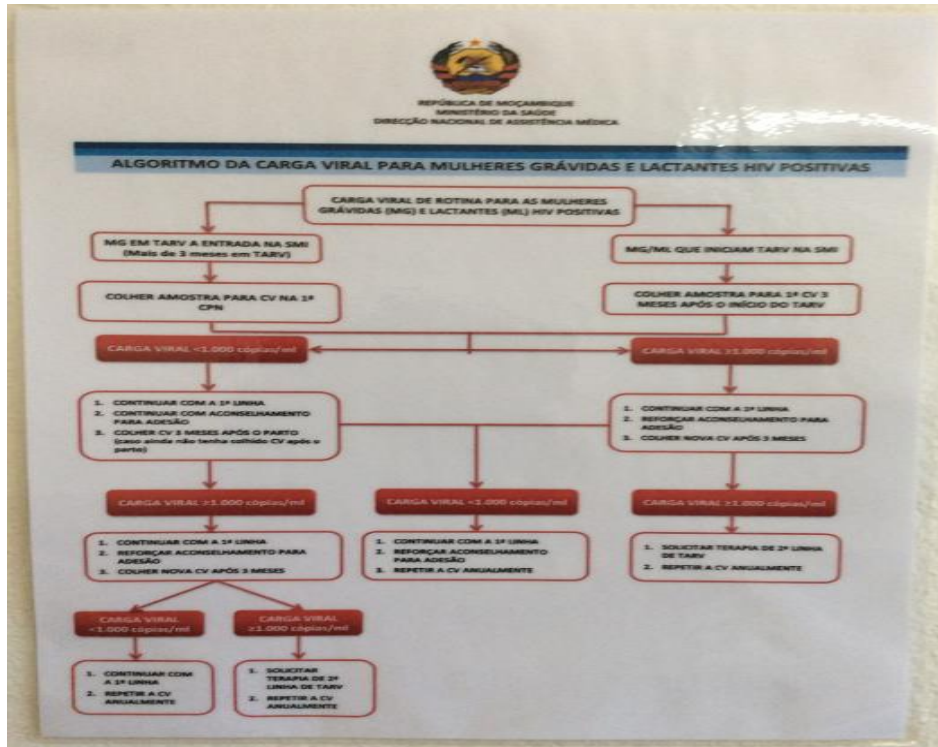 REPÚBLICA DE MOÇAMBIQUE
MINISTÉRIO DA SAÚDE
DIRECÇÃO NACIONAL DE ASSISTÊNCIA MÉDICA
ALGORITMO DA CARGA VIRAL PARA MULHERES GRÁVIDAS E LACTANTES HIV POSITIVAS
CARGA VIRAL DE ROTINA PARA AS MULHERES
GRÁVIDAS (MG) E LACTANTES (ML) HIV POSITIVAS
MG EM TARV A ENTRADA NA SMI
(Mais de 3 meses em TARV)
MG/ML QUE INICIAM TARV NA SMI
COLHER AMOSTRA PARA CV NA 1ª
CPN
COLHER AMOSTRA PARA 1ª CV 3
MESES APÓS O INÍCIO DO TARV
CARGA VIRAL <1.000 cópias/ml
CARGA VIRAL ≥1.000 cópias/ml
1. CONTINUAR COM A 1ª LINHA
2. CONTINUAR COM ACONSELHAMENTO
PARA ADESÃO
3. COLHER CV 3 MESES APÓS O PARTO
(caso ainda não tenha colhido CV após o
parto)
1. CONTINUAR COM A 1ª LINHA
2. REFORÇAR ACONSELHAMENTO PARA
ADESÃO
3. COLHER NOVA CV APÓS 3 MESES
CARGA VIRAL ≥1.000 cópias/ml
CARGA VIRAL <1.000 cópias/ml
CARGA VIRAL ≥1.000 cópias/ml
1. CONTINUAR COM A 1ª LINHA
2. REFORÇAR ACONSELHAMENTO PARA
ADESÃO
3. COLHER NOVA CV APÓS 3 MESES
1. CONTINUAR COM A 1ª LINHA
2. REFORÇAR ACONSELHAMENTO
PARA ADESÃO
3. REPETIR A CV ANUALMENTE
1. SOLICITAR TERAPIA DE 2ª LINHA
DE TARV
2. REPETIR A CV ANUALMENTE
CARGA VIRAL
<1.000 cópias/ml
CARGA VIRAL
≥1.000 cópias/ml
1. CONTINUAR COM
A 1ª LINHA
2. REPETIR A CV
ANUALMENTE
1. SOLICITAR
TERAPIA DE 2ª
LINHA DE TARV
2. REPETIR A CV
ANUALMENTE